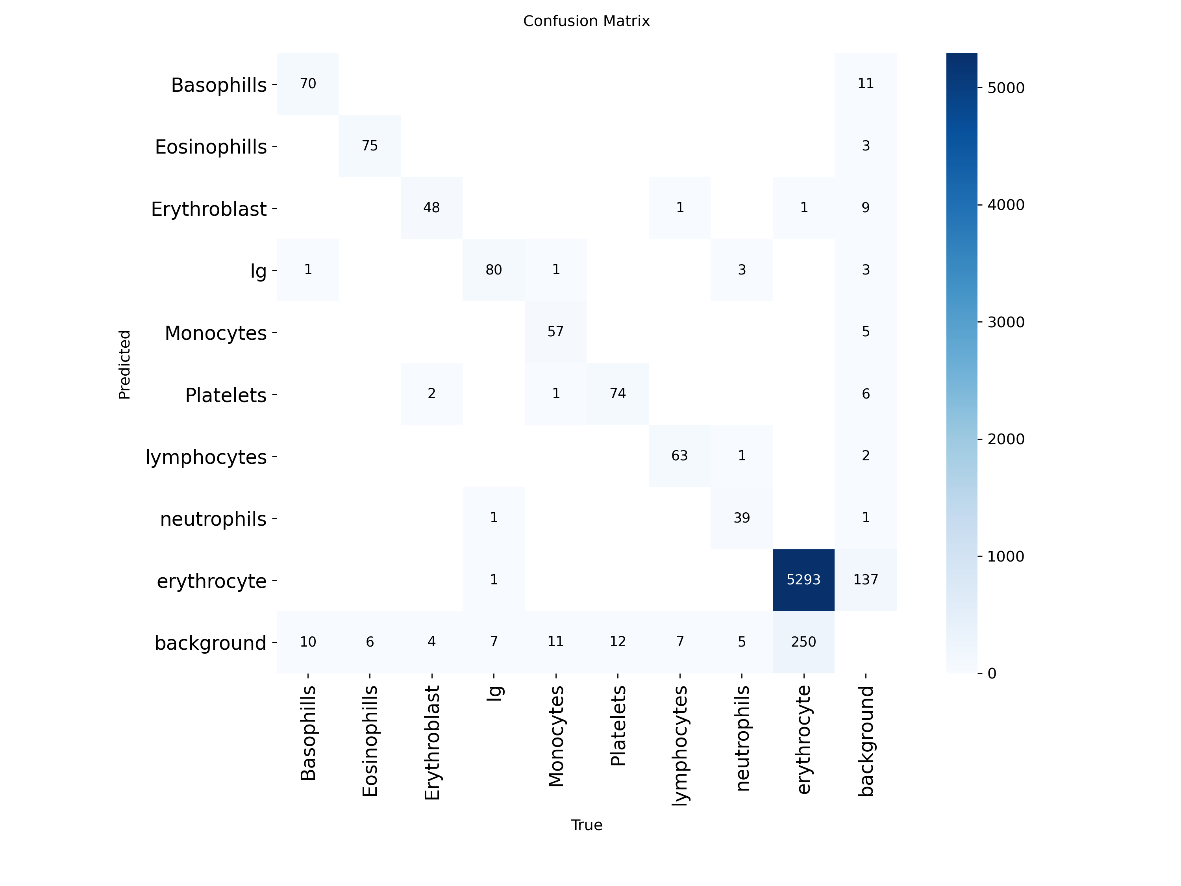 Confusion Matrix
Basophills 70 11
Eosinophills 75 3
Erythroblast 48 1 1 9
Ig 1 80 1 3 3
Monocytes 57 5
Platelets 2 1 74 6
lymphocytes 63 1 2
neutrophils 1 39 1
erythrocyte 1 5293 137
background 10 6 4 7 11 12 7 5 250
Predicted
Basophills Eosinophills Erythroblast Ig Monocytes Platelets lymphocytes neutrophils erythrocyte background
True
5000
4000
3000
2000
1000
0